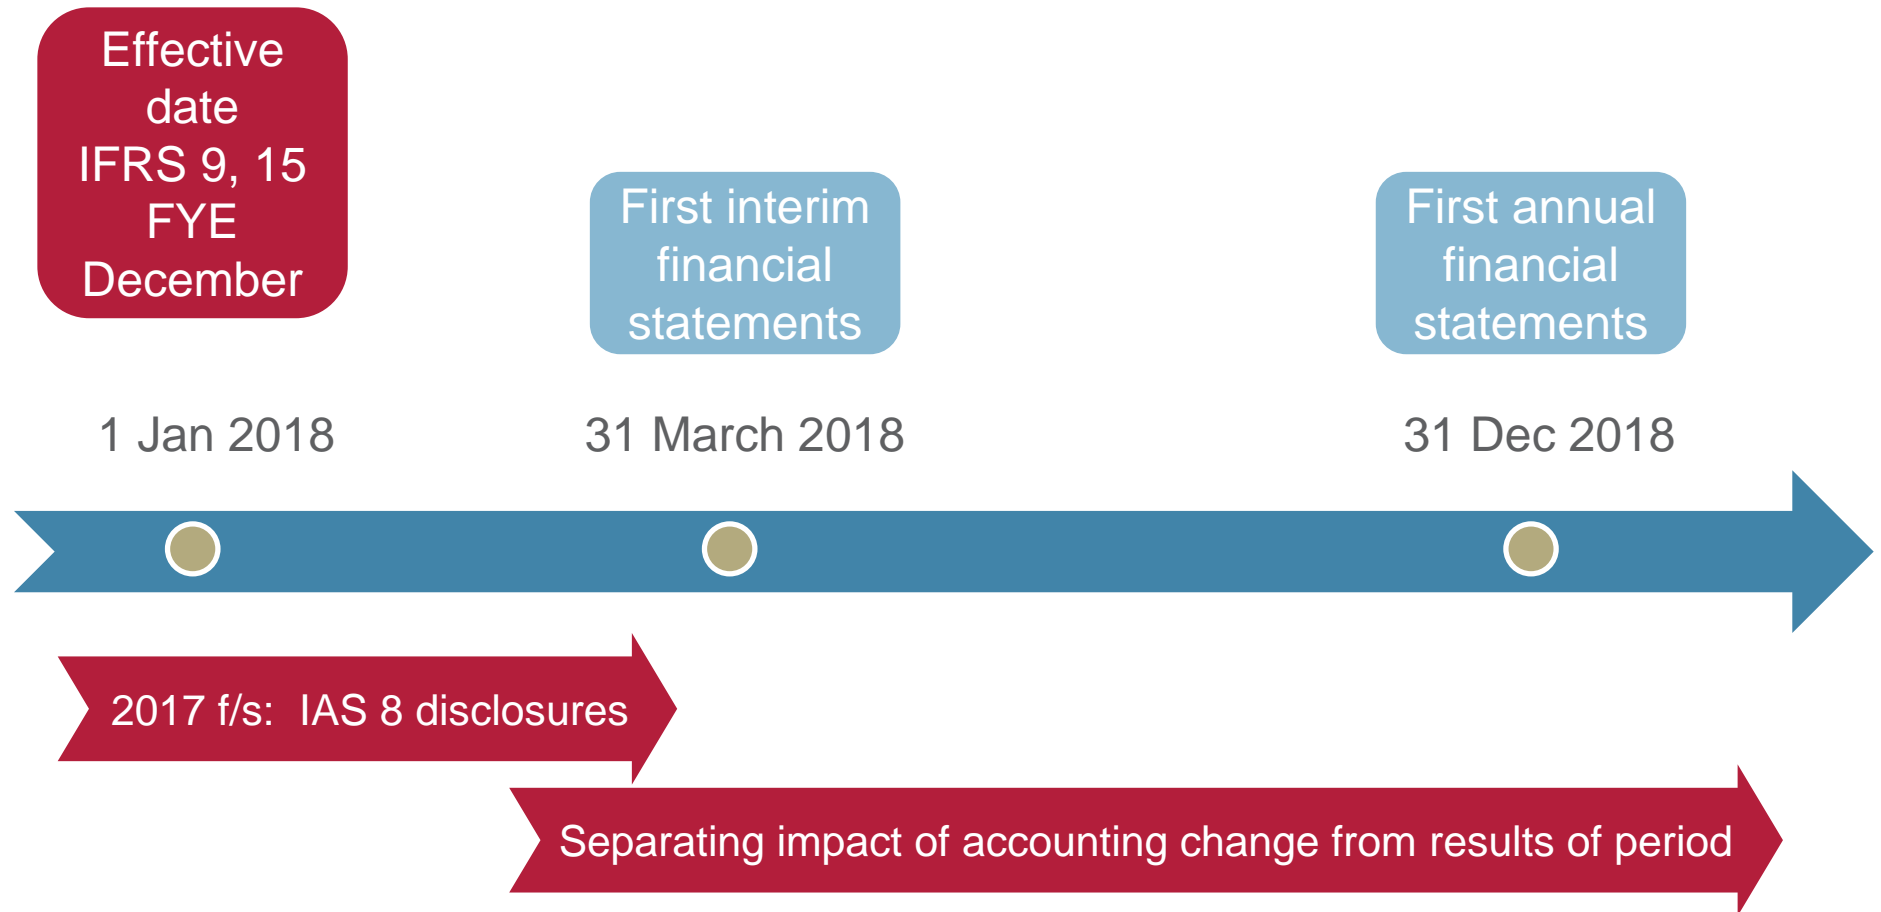 Effective
date
IFRS 9, 15
FYE
December
First interim
financial
statements
First annual
financial
statements
1 Jan 2018
31 March 2018
31 Dec 2018
2017 f/s:  IAS 8 disclosures
Separating impact of accounting change from results of period